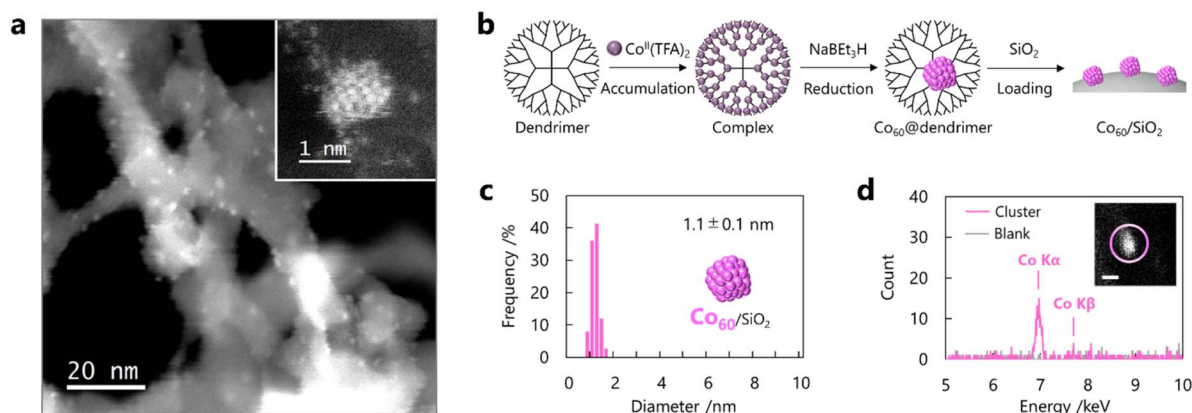 a
1 nm
20 nm
b
Dendrimer
Coᴵᴵ(TFA)₂
Accumulation
Complex
NaBEt₃H
Reduction
Co₆₀@dendrimer
SiO₂
Loading
Co₆₀/SiO₂
c
Frequency /%
50
40
30
20
10
0
1.1 ± 0.1 nm
Co₆₀/SiO₂
0 2 4 6 8 10
Diameter /nm
d
Count
40
30
20
10
0
Cluster
Blank
Co Kα
Co Kβ
5 6 7 8 9 10
Energy /keV